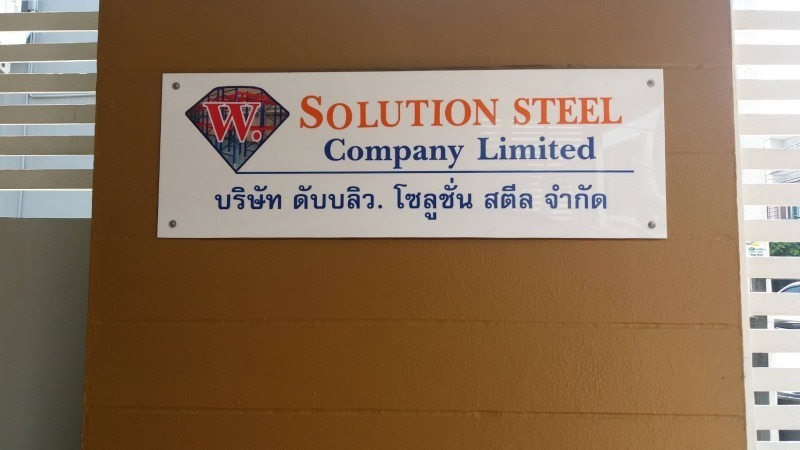 W. SOLUTION STEEL
Company Limited
บริษัท ดับบลิว. โซลูชั่น สตีล จำกัด